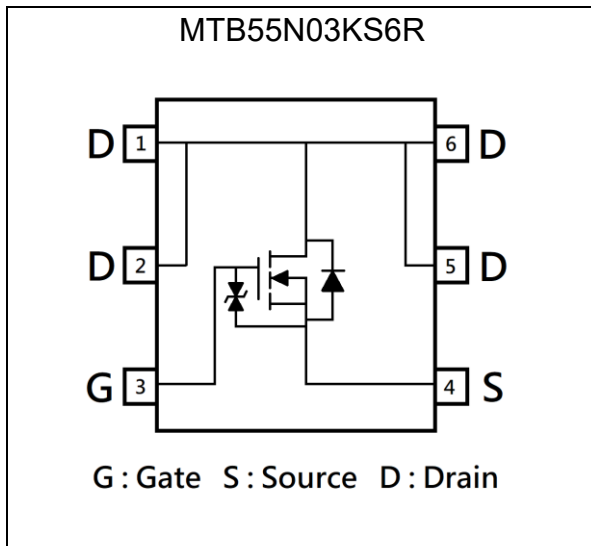 MTB55N03KS6R
D 1 6 D
D 2 5 D
G 3 4 S
G : Gate S : Source D : Drain